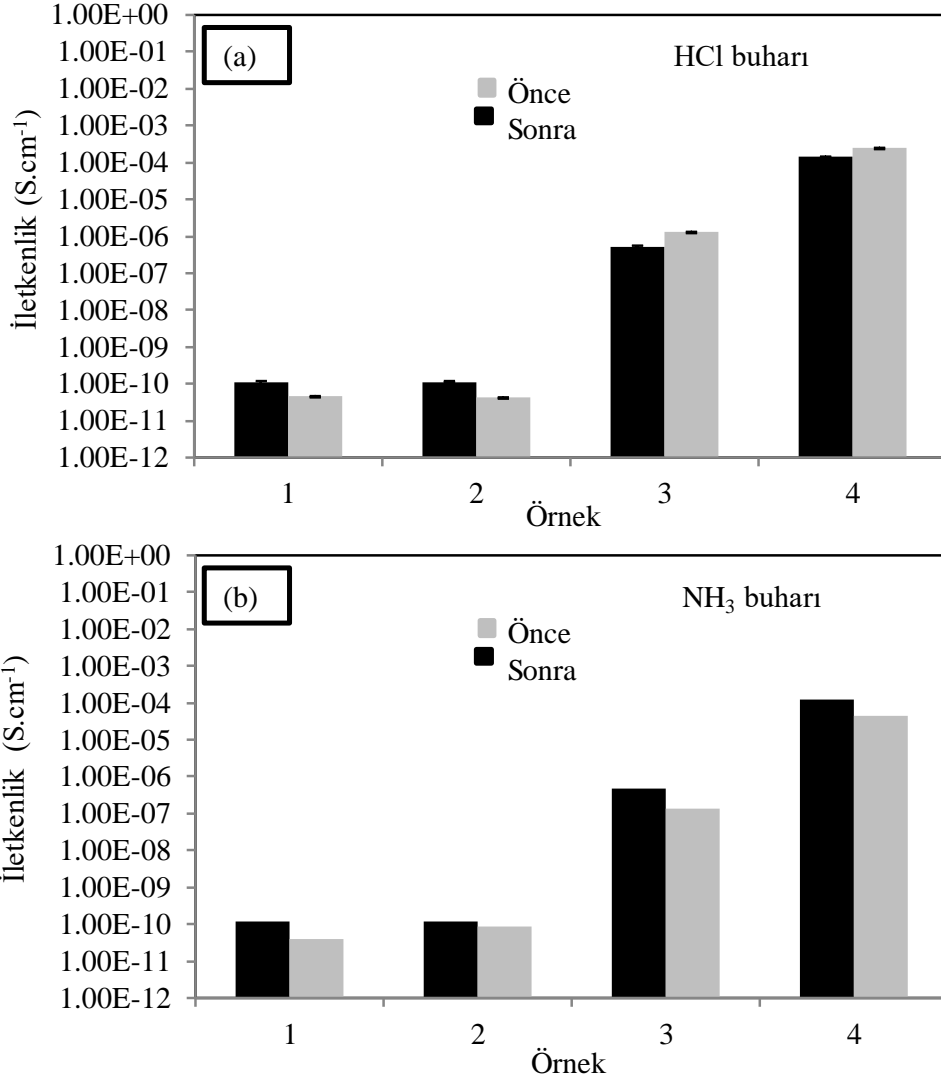 1.00E+00
1.00E-01
1.00E-02
1.00E-03
1.00E-04
1.00E-05
1.00E-06
1.00E-07
1.00E-08
1.00E-09
1.00E-10
1.00E-11
1.00E-12
İletkenlik (S.cm-1)
(a)
HCl buharı
Önce
Sonra
1 2 3 4
Örnek
1.00E+00
1.00E-01
1.00E-02
1.00E-03
1.00E-04
1.00E-05
1.00E-06
1.00E-07
1.00E-08
1.00E-09
1.00E-10
1.00E-11
1.00E-12
İletkenlik (S.cm-1)
(b)
NH3 buharı
Önce
Sonra
1 2 3 4
Örnek